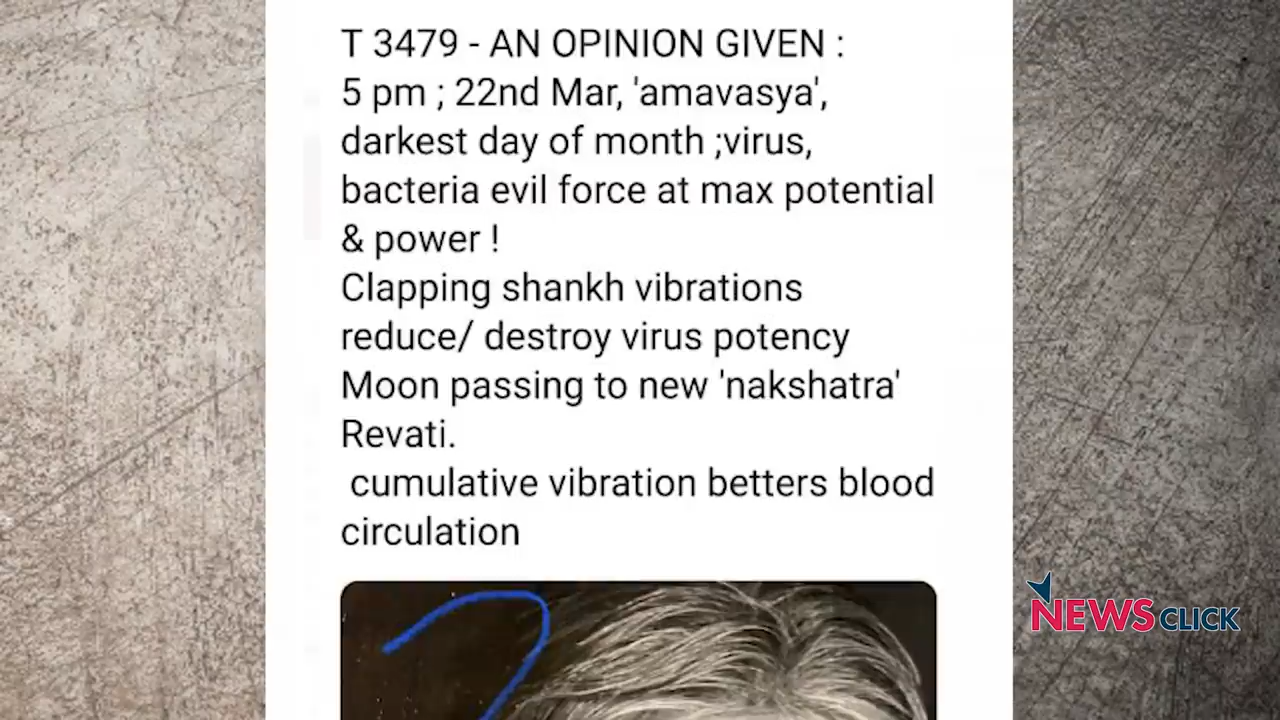 T 3479 - AN OPINION GIVEN :
5 pm ; 22nd Mar, 'amavasya',
darkest day of month ;virus,
bacteria evil force at max potential
& power !
Clapping shankh vibrations
reduce/ destroy virus potency
Moon passing to new 'nakshatra'
Revati.
cumulative vibration betters blood
circulation
NEWSCLICK